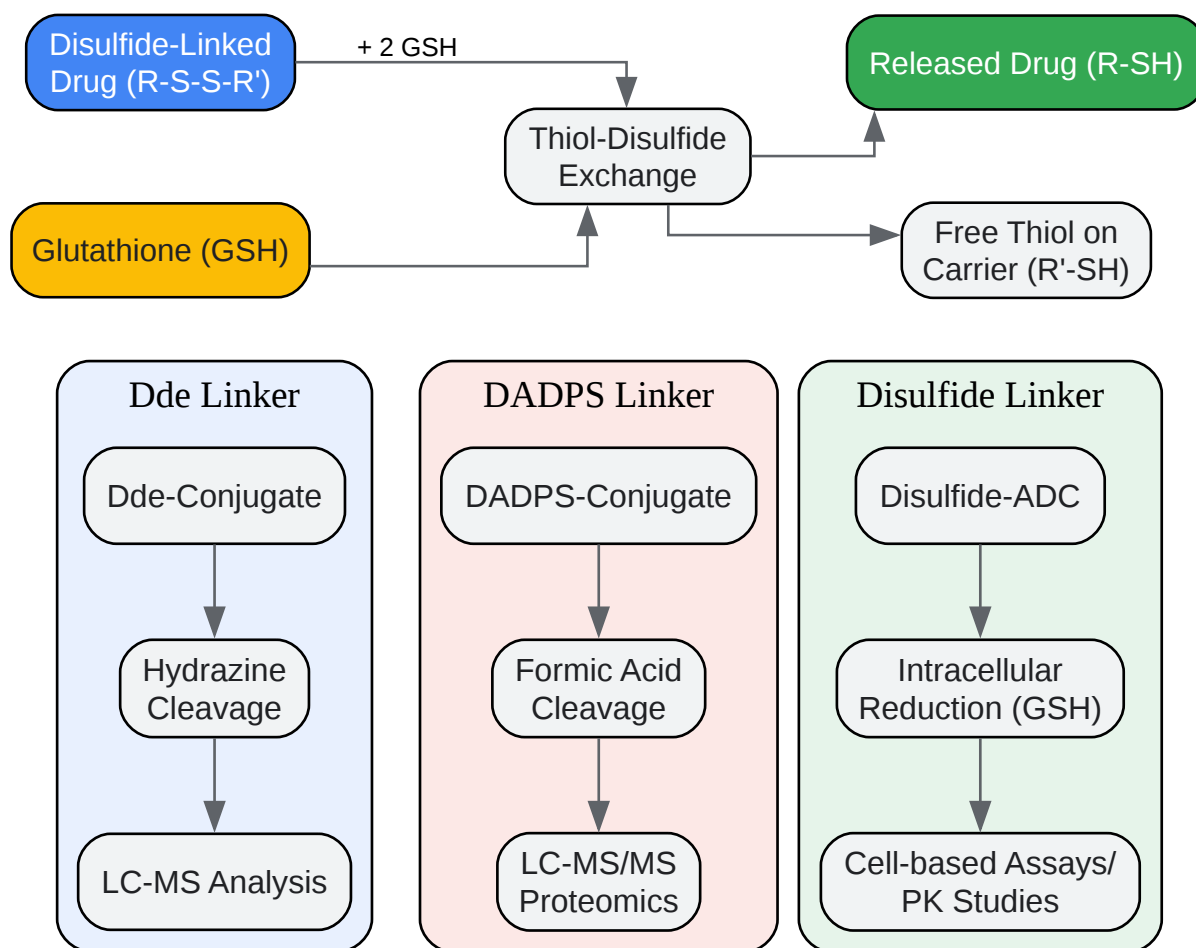 Disulfide-Linked
Drug (R-S-S-R')
+ 2 GSH
Released Drug (R-SH)
Thiol-Disulfide
Exchange
Glutathione (GSH)
Free Thiol on
Carrier (R'-SH)
Dde Linker
Dde-Conjugate
Hydrazine
Cleavage
LC-MS Analysis
DADPS Linker
DADPS-Conjugate
Formic Acid
Cleavage
LC-MS/MS
Proteomics
Disulfide Linker
Disulfide-ADC
Intracellular
Reduction (GSH)
Cell-based Assays/
PK Studies